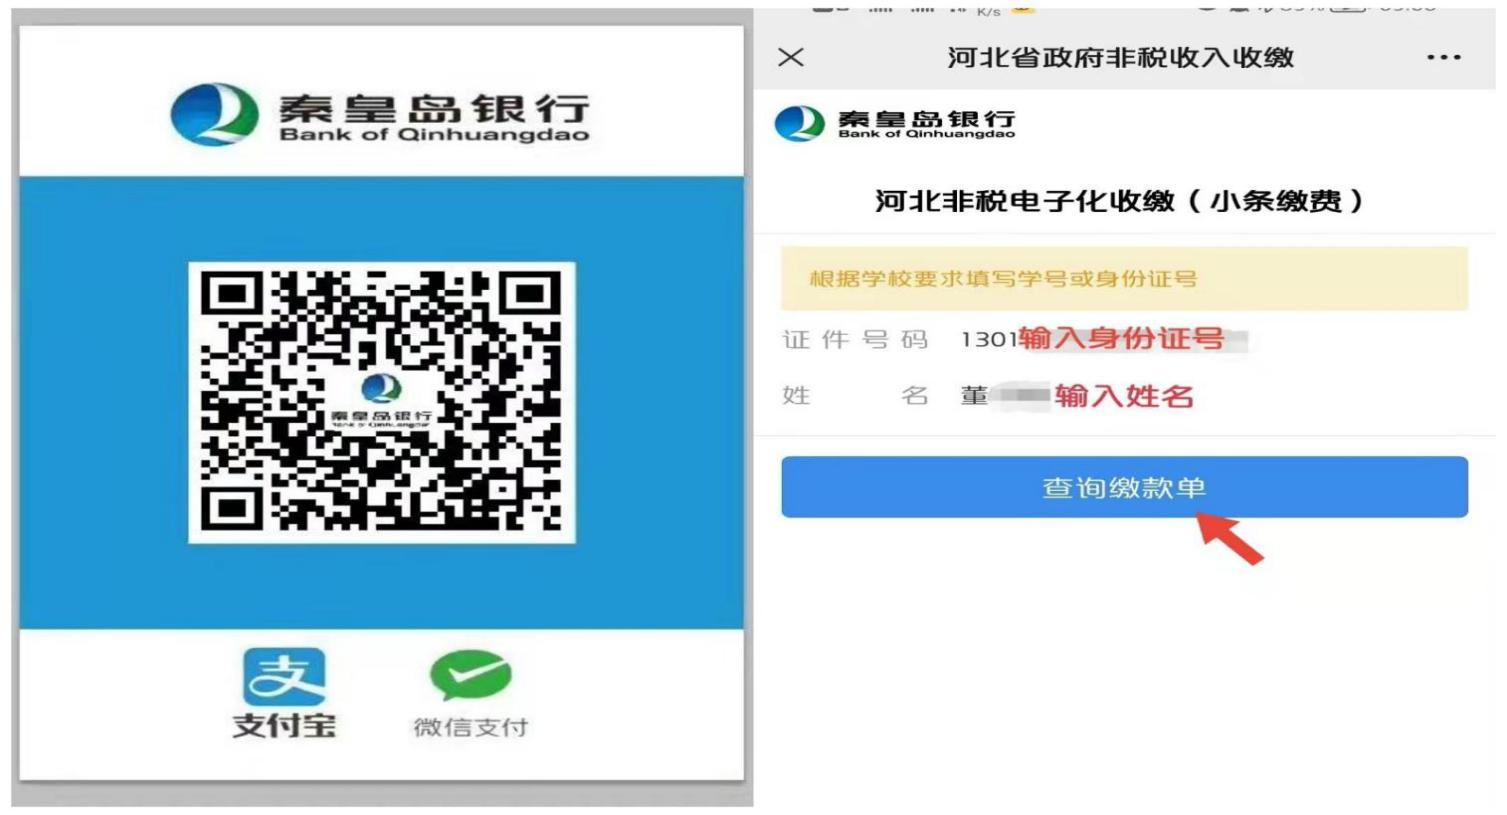 秦皇岛银行
Bank of Qinhuangdao
秦皇岛银行
支付宝
微信支付
K/s
河北省政府非税收入收缴
秦皇岛银行
Bank of Qinhuangdao
河北非税电子化收缴（小条缴费）
根据学校要求填写学号或身份证号
证件号码 1301输入身份证号
姓名 董 输入姓名
查询缴款单